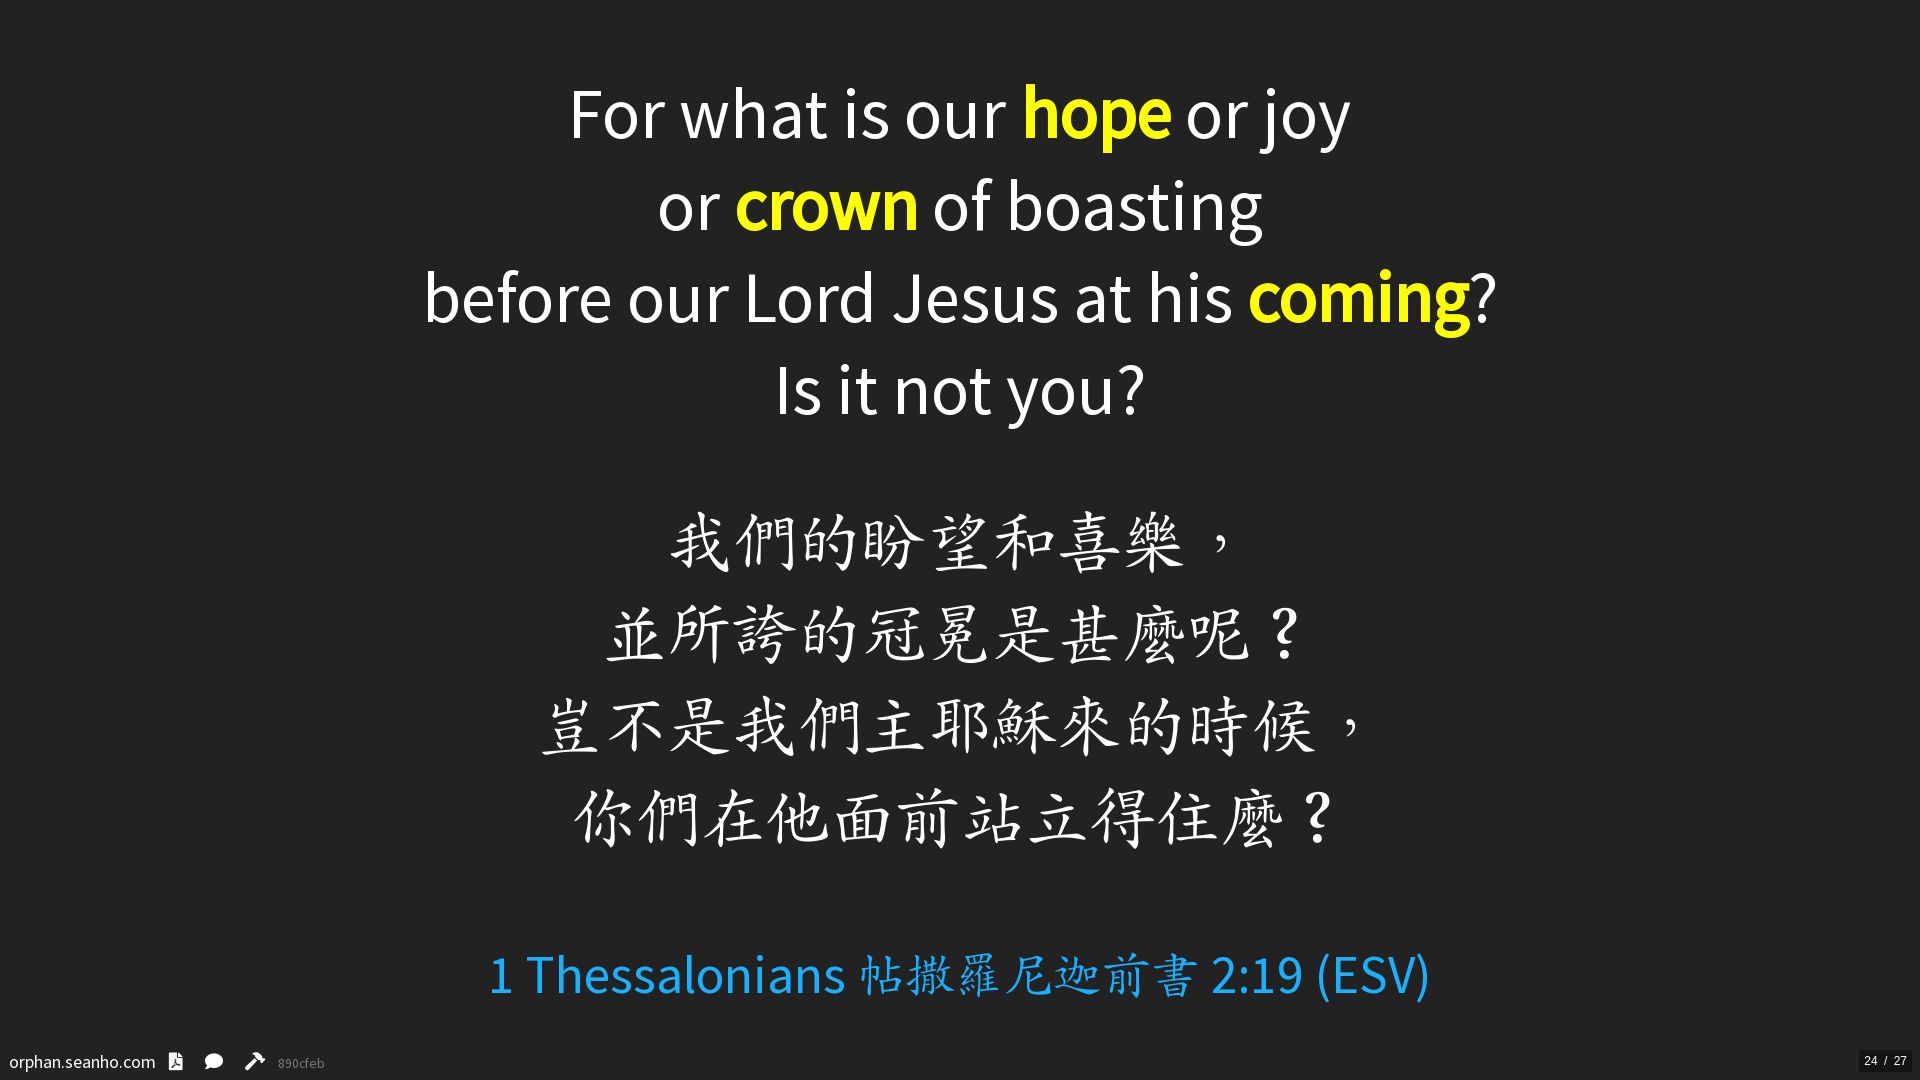 For what is our hope or joy
or crown of boasting
before our Lord Jesus at his coming?
Is it not you?
我們的盼望和喜樂，
並所誇的冠冕是甚麼呢？
豈不是我們主耶穌來的時候，
你們在他面前站立得住麼？
1 Thessalonians 帖撒羅尼迦前書 2:19 (ESV)
orphan.seanho.com 890cfeb
24 / 27